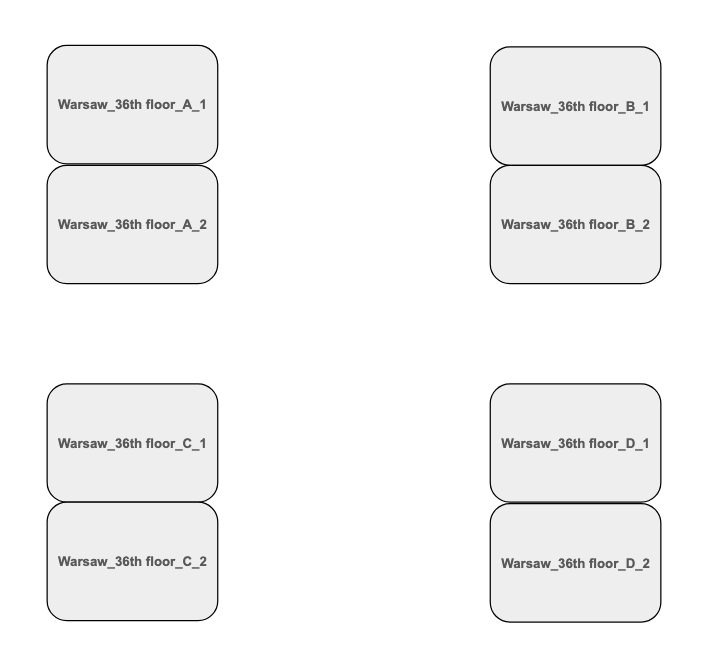 Warsaw_36th floor_A_1
Warsaw_36th floor_B_1
Warsaw_36th floor_A_2
Warsaw_36th floor_B_2
Warsaw_36th floor_C_1
Warsaw_36th floor_D_1
Warsaw_36th floor_C_2
Warsaw_36th floor_D_2